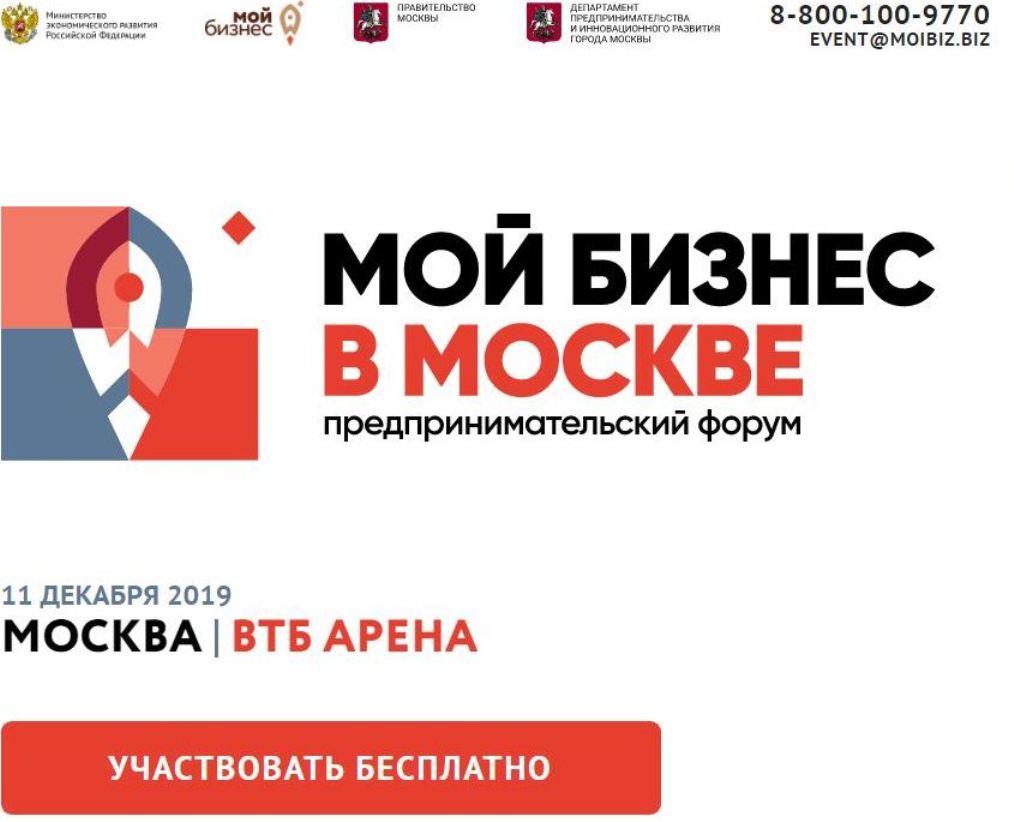 Министерство
экономического развития
Российской Федерации
мой
бизнес
ПРАВИТЕЛЬСТВО
МОСКВЫ
ДЕПАРТАМЕНТ
ПРЕДПРИНИМАТЕЛЬСТВА
И ИННОВАЦИОННОГО РАЗВИТИЯ
ГОРОДА МОСКВЫ
8-800-100-9770
EVENT@MOIBIZ.BIZ
МОЙ БИЗНЕС
В МОСКВЕ
предпринимательский форум
11 ДЕКАБРЯ 2019
МОСКВА | ВТБ АРЕНА
УЧАСТВОВАТЬ БЕСПЛАТНО